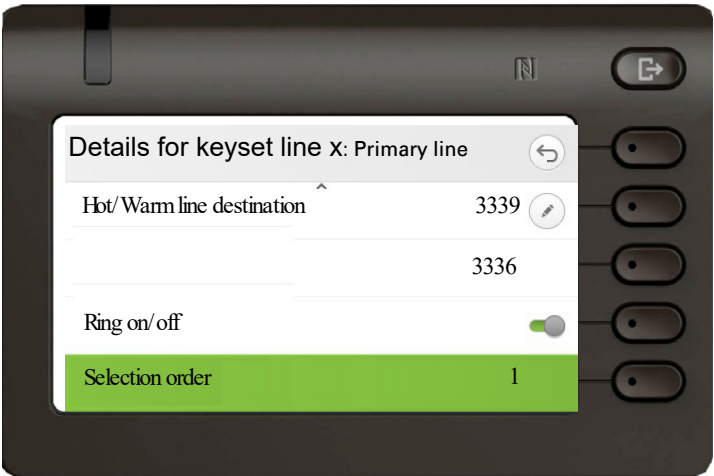 Details for keyset line x: Primary line
Hot/Warm line destination 3339
3336
Ring on/off
Selection order 1